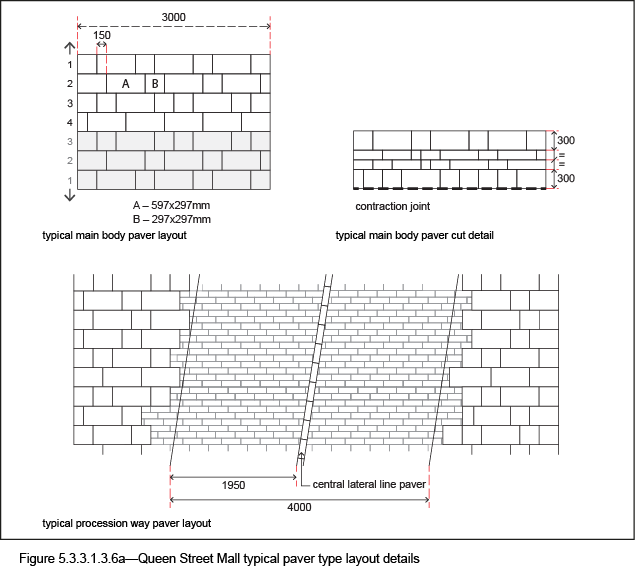 3000
150
1
2
A
B
3
4
3
2
1
A – 597x297mm
B – 297x297mm
typical main body paver layout
300
=
=
300
contraction joint
typical main body paver cut detail
1950
central lateral line paver
4000
typical procession way paver layout
Figure 5.3.3.1.3.6a—Queen Street Mall typical paver type layout details